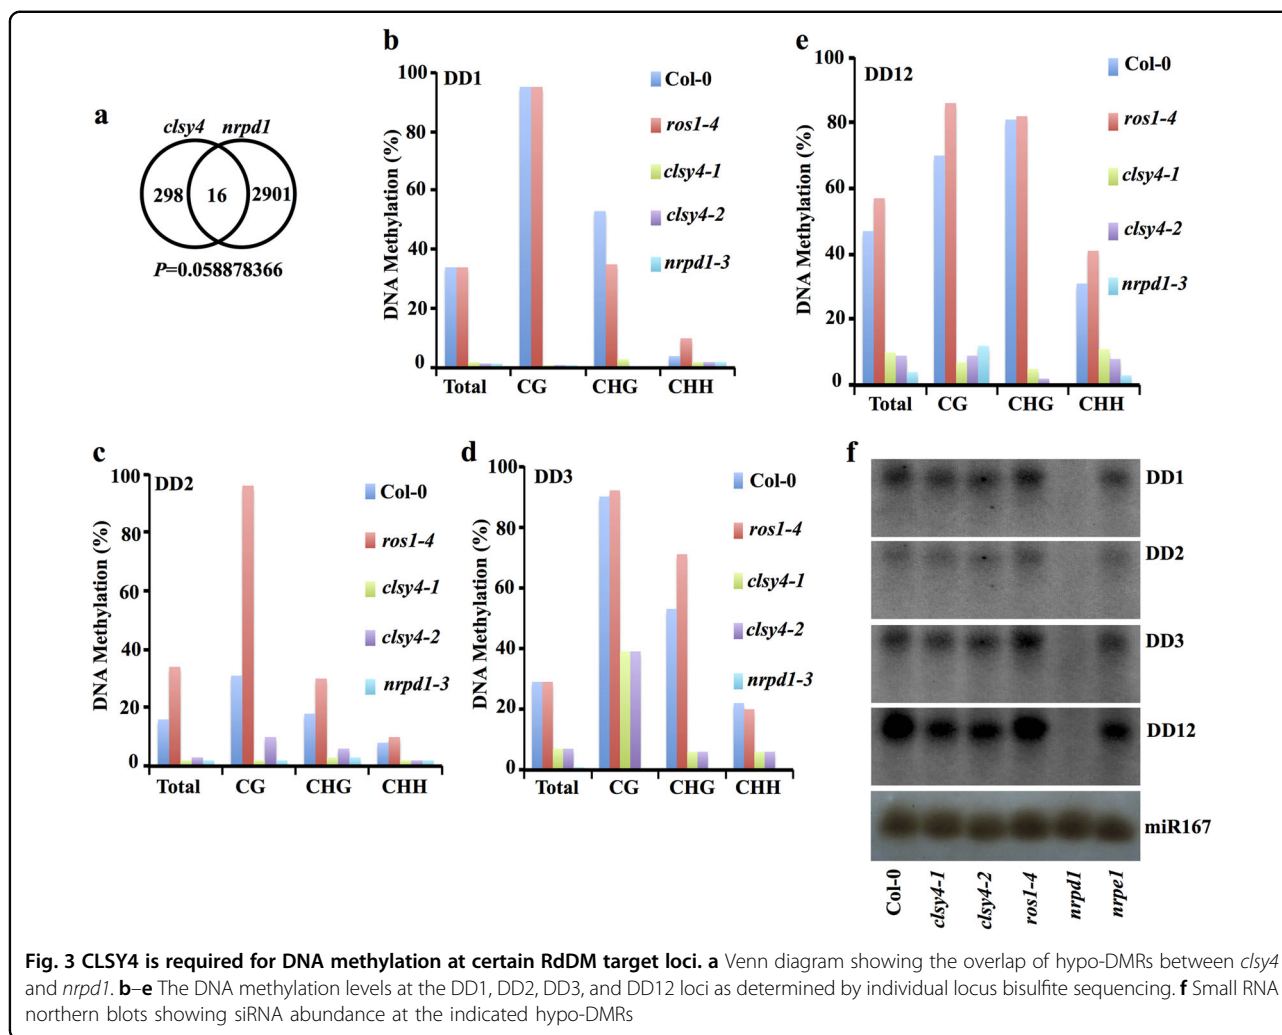 a
clsy4 nrpd1
298 16 2901
P=0.058878366
b
DD1
DNA Methylation (%)
100
80
60
40
20
0
Total CG CHG CHH
Col-0
ros1-4
clsy4-1
clsy4-2
nrpd1-3
e
DD12
DNA Methylation (%)
100
80
60
40
20
0
Total CG CHG CHH
Col-0
ros1-4
clsy4-1
clsy4-2
nrpd1-3
c
DD2
DNA Methylation (%)
100
80
60
40
20
0
Total CG CHG CHH
Col-0
ros1-4
clsy4-1
clsy4-2
nrpd1-3
d
DD3
DNA Methylation (%)
100
80
60
40
20
0
Total CG CHG CHH
Col-0
ros1-4
clsy4-1
clsy4-2
nrpd1-3
f
DD1
DD2
DD3
DD12
miR167
Col-0
clsy4-1
clsy4-2
ros1-4
nrpd1
nrpe1
Fig. 3 CLSY4 is required for DNA methylation at certain RdDM target loci. a Venn diagram showing the overlap of hypo-DMRs between clsy4
and nrpd1. b–e The DNA methylation levels at the DD1, DD2, DD3, and DD12 loci as determined by individual locus bisulfite sequencing. f Small RNA
northern blots showing siRNA abundance at the indicated hypo-DMRs